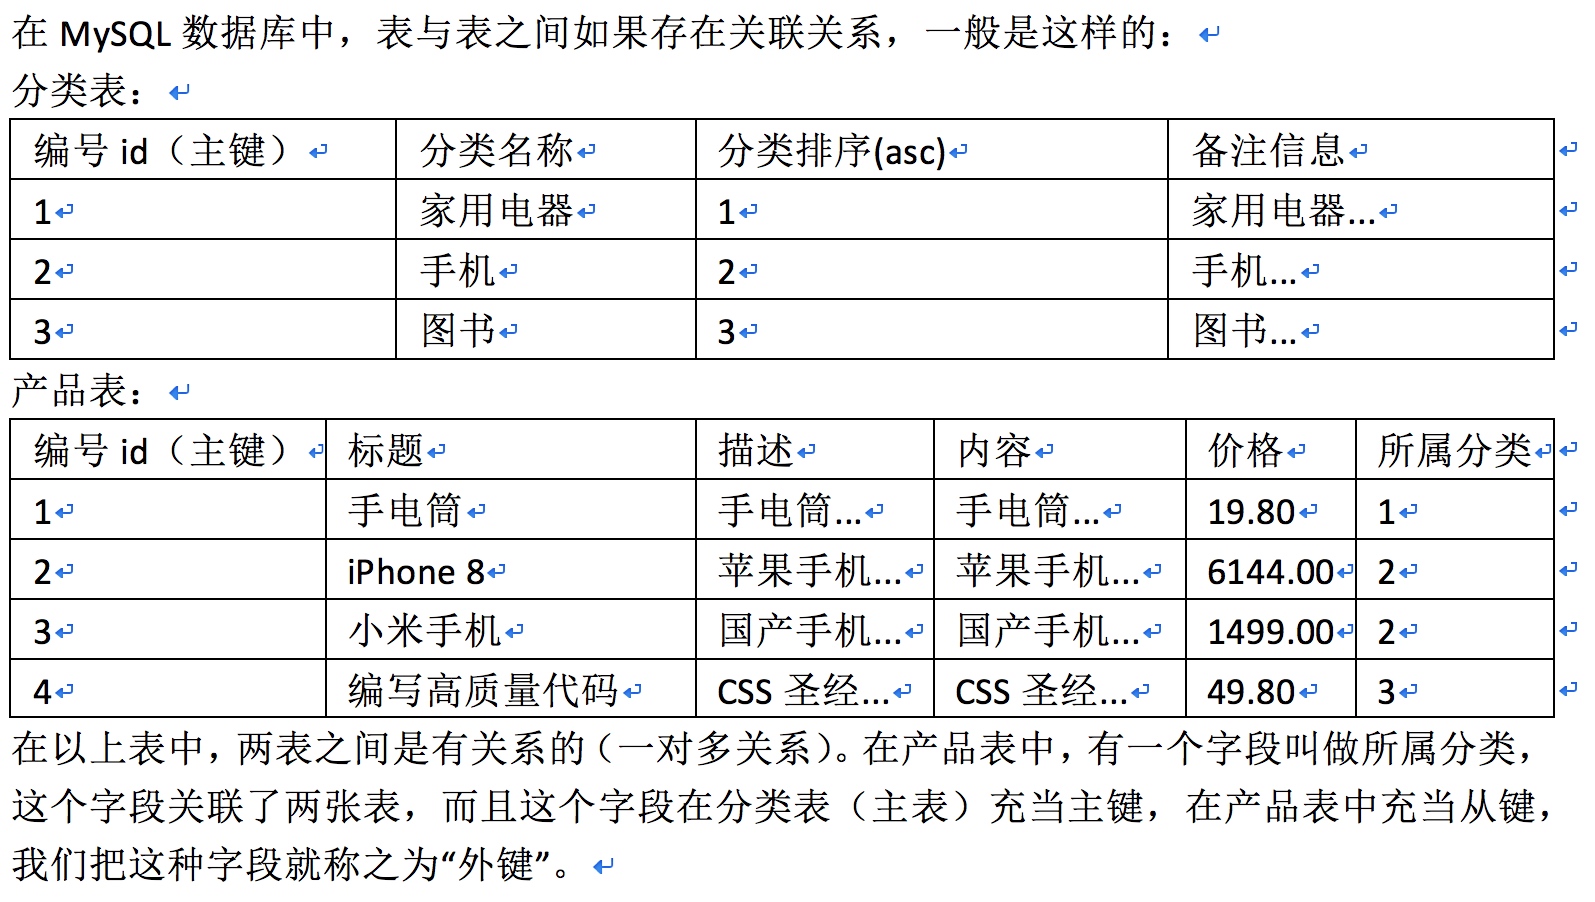 在 MySQL 数据库中，表与表之间如果存在关联关系，一般是这样的：
分类表：
编号 id（主键） 分类名称 分类排序(asc) 备注信息
1 家用电器 1 家用电器...
2 手机 2 手机...
3 图书 3 图书...
产品表：
编号 id（主键） 标题 描述 内容 价格 所属分类
1 手电筒 手电筒... 手电筒... 19.80 1
2 iPhone 8 苹果手机... 苹果手机... 6144.00 2
3 小米手机 国产手机... 国产手机... 1499.00 2
4 编写高质量代码 CSS 圣经... CSS 圣经... 49.80 3
在以上表中，两表之间是有关系的（一对多关系）。在产品表中，有一个字段叫做所属分类，
这个字段关联了两张表，而且这个字段在分类表（主表）充当主键，在产品表中充当从键，
我们把这种字段就称之为“外键”。